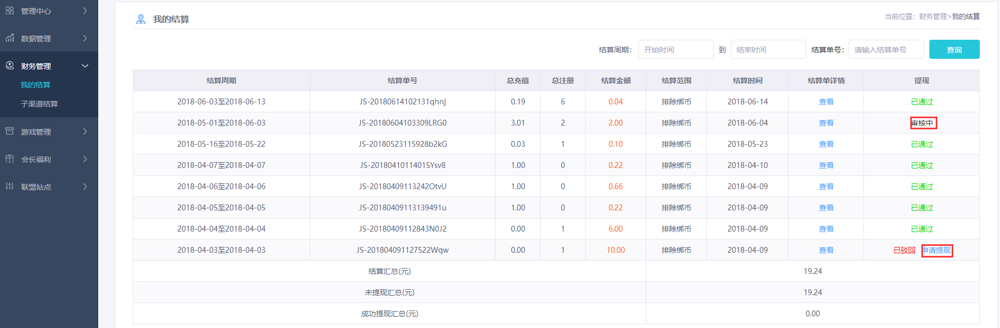 管理中心
数据管理
财务管理
我的结算
子渠道结算
游戏管理
会长福利
联盟站点
我的结算
当前位置：财务管理>我的结算
结算周期： 开始时间 到 结束时间 结算单号： 请输入结算单号 查询
结算周期 结算单号 总充值 总注册 结算金额 结算范围 结算时间 结算单详情 提现
2018-06-03至2018-06-13 JS-20180614102131qhnj 0.19 6 0.04 排除绑币 2018-06-14 查看 已通过
2018-05-01至2018-06-03 JS-20180604103309LRG0 3.01 2 2.00 排除绑币 2018-06-04 查看 审核中
2018-05-16至2018-05-22 JS-20180523115928b2kG 0.03 1 0.10 排除绑币 2018-05-23 查看 已通过
2018-04-07至2018-04-07 JS-20180410114015Ysv8 1.00 0 0.22 排除绑币 2018-04-10 查看 已通过
2018-04-06至2018-04-06 JS-20180409113242OtvU 1.00 0 0.66 排除绑币 2018-04-09 查看 已通过
2018-04-05至2018-04-05 JS-20180409113139491u 1.00 0 0.22 排除绑币 2018-04-09 查看 已通过
2018-04-04至2018-04-04 JS-20180409112843N0J2 0.00 1 6.00 排除绑币 2018-04-09 查看 已通过
2018-04-03至2018-04-03 JS-201804091127522Wqw 0.00 1 10.00 排除绑币 2018-04-09 查看 已驳回 申请提现
结算汇总(元) 19.24
未提现汇总(元) 19.24
成功提现汇总(元) 0.00